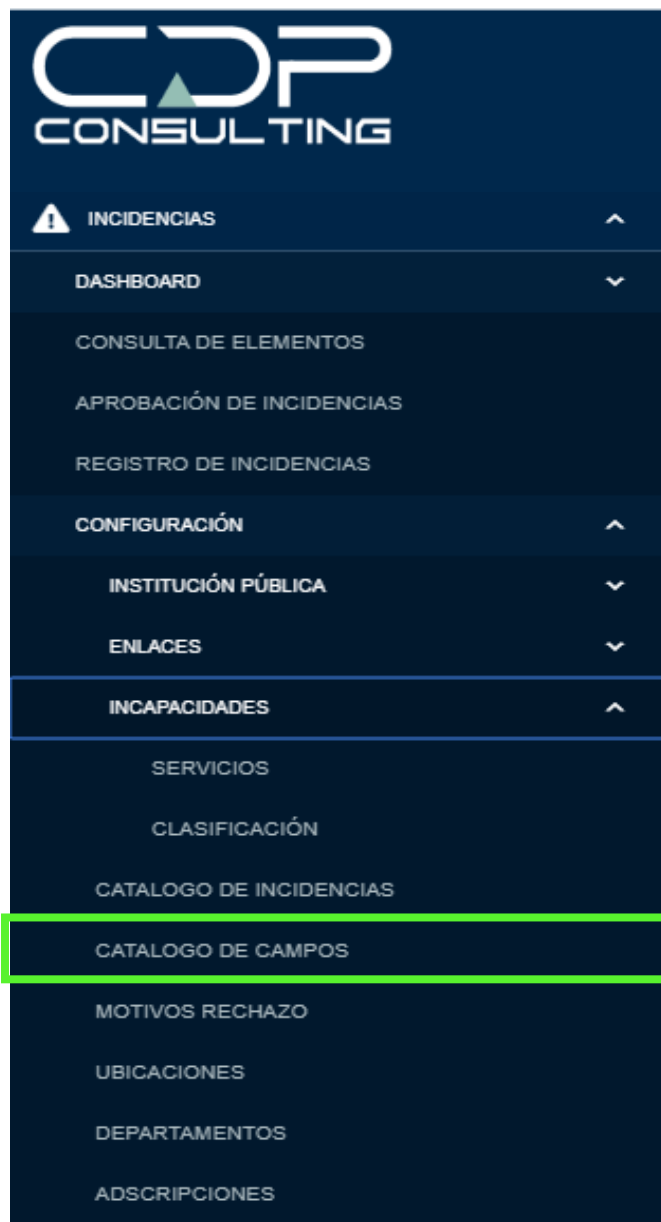 CDP
CONSULTING
INCIDENCIAS
DASHBOARD
CONSULTA DE ELEMENTOS
APROBACIÓN DE INCIDENCIAS
REGISTRO DE INCIDENCIAS
CONFIGURACIÓN
INSTITUCIÓN PÚBLICA
ENLACES
INCAPACIDADES
SERVICIOS
CLASIFICACIÓN
CATALOGO DE INCIDENCIAS
CATALOGO DE CAMPOS
MOTIVOS RECHAZO
UBICACIONES
DEPARTAMENTOS
ADSCRIPCIONES